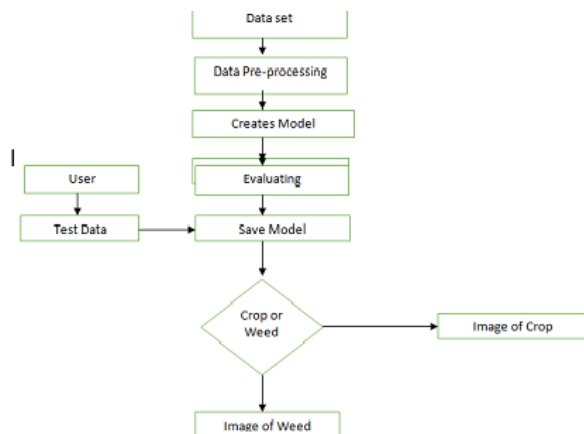 Data set
Data Pre-processing
Creates Model
Evaluating
User
Test Data
Save Model
Crop or
Weed
Image of Crop
Image of Weed